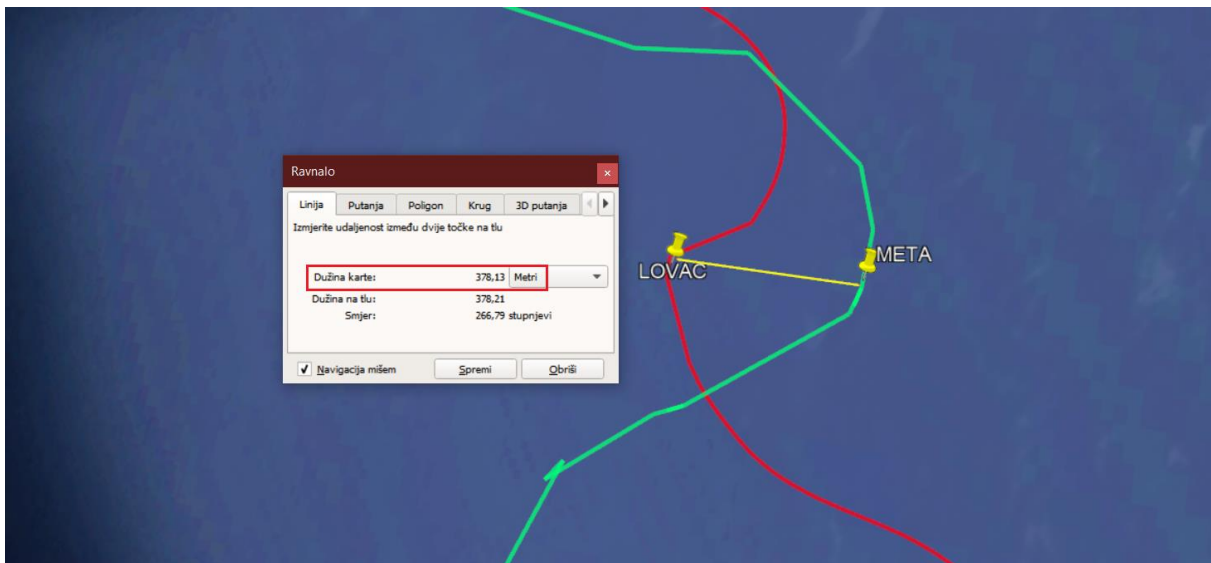 Ravnalo
Linija Putanja Poligon Krug 3D putanja
Izmjerite udaljenost između dvije točke na tlu
Dužina karte: 378,13 Metri
Dužina na tlu: 378,21
Smjer: 266,79 stupnjevi
Navigacija mišem Spremi Obriši
META
LOVAC